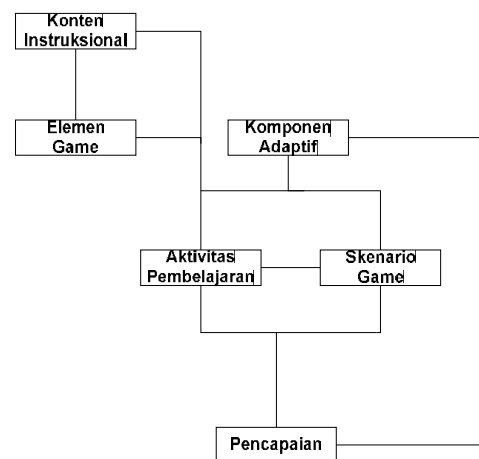 Konten
Instruksional
Elemen
Game
Komponen
Adaptif
Aktivitas
Pembelajaran
Skenario
Game
Pencapaian